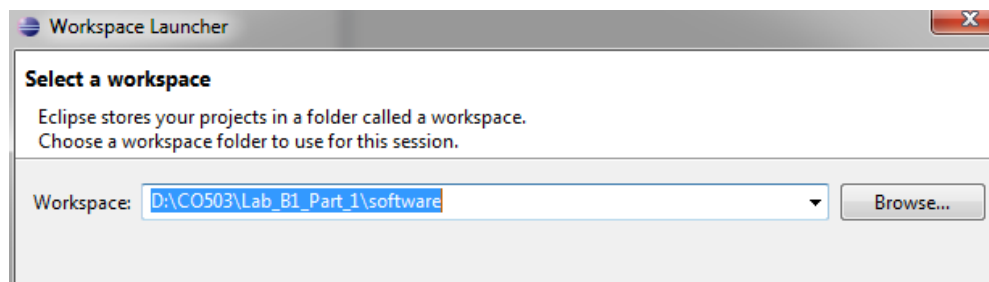 Workspace Launcher
Select a workspace
Eclipse stores your projects in a folder called a workspace.
Choose a workspace folder to use for this session.
Workspace: D:\CO503\Lab_B1_Part_1\software Browse...